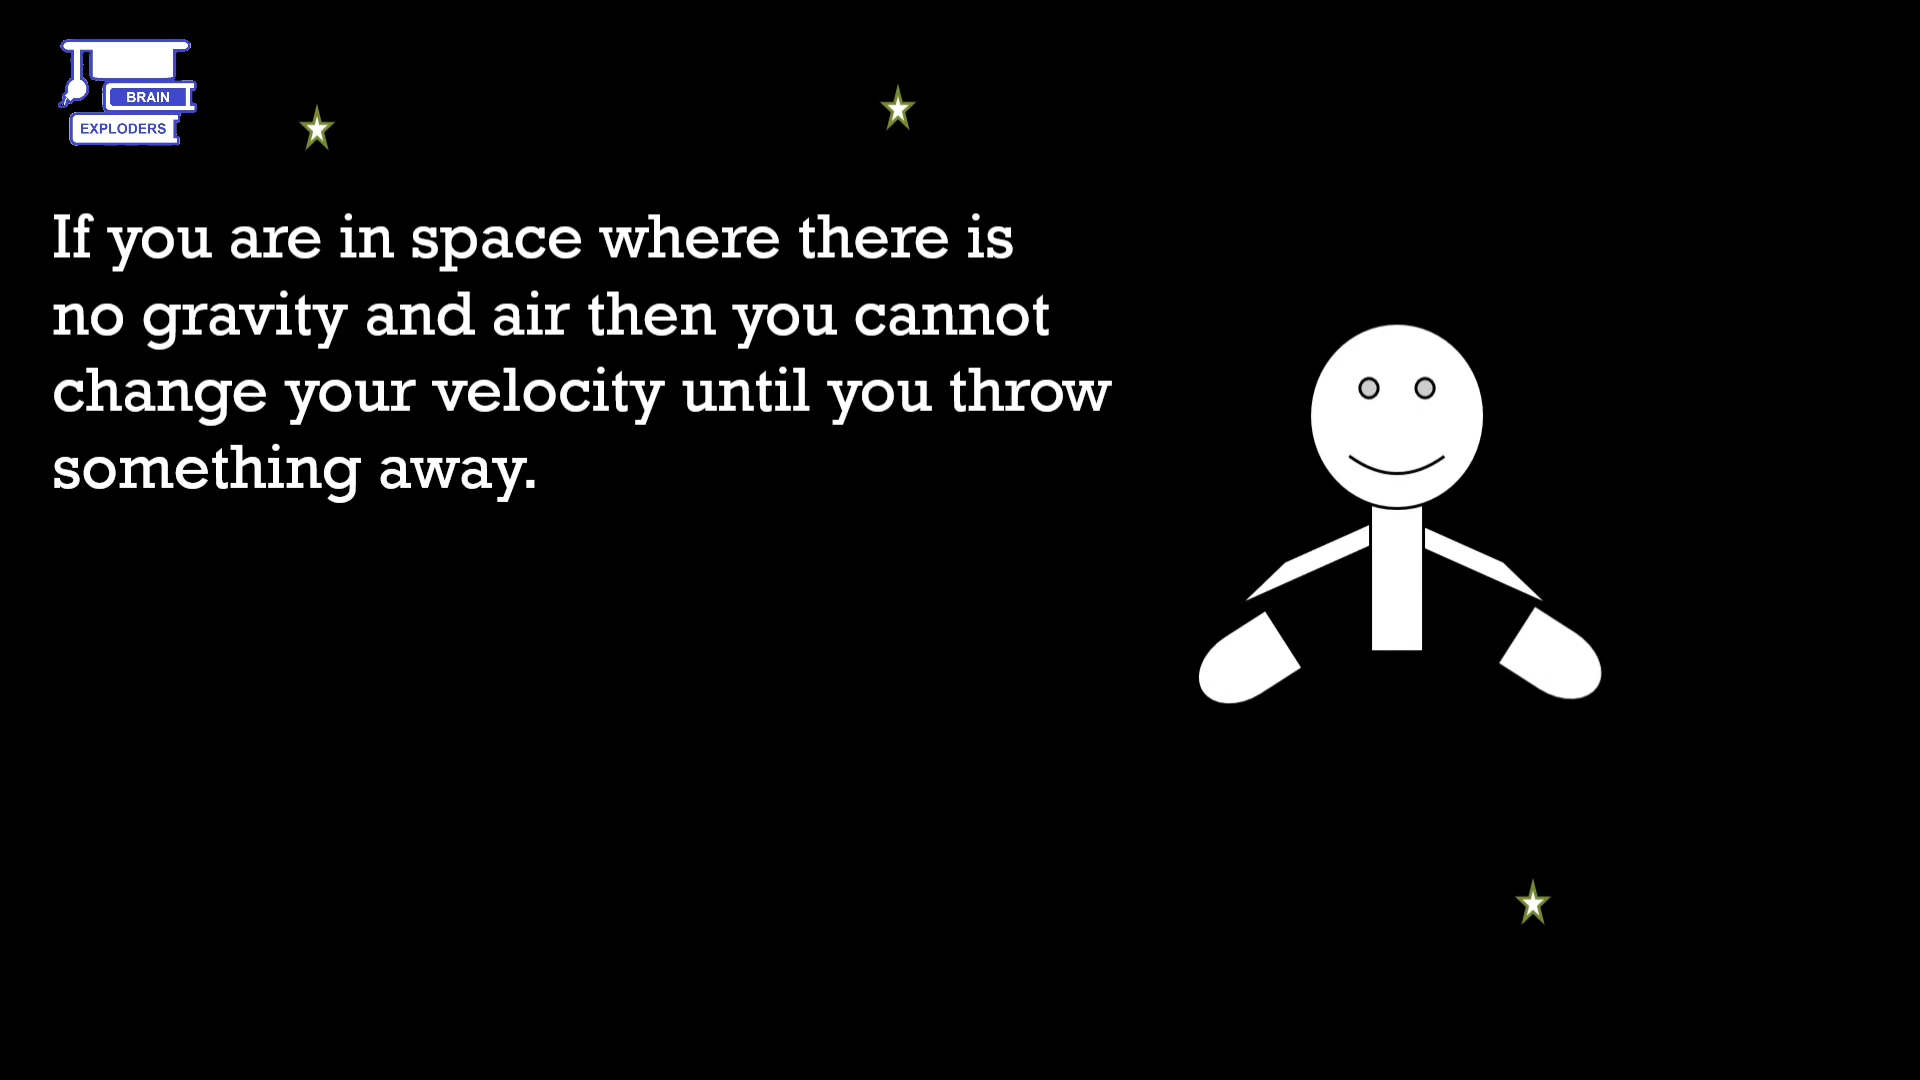 BRAIN
EXPLODERS
If you are in space where there is
no gravity and air then you cannot
change your velocity until you throw
something away.